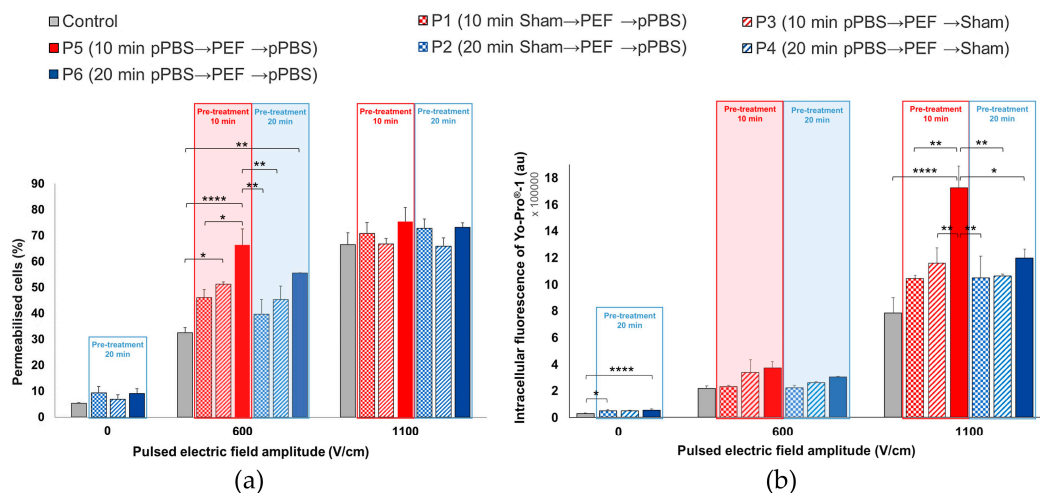 Control
P5 (10 min pPBS→PEF →pPBS)
P6 (20 min pPBS→PEF →pPBS)
P1 (10 min Sham→PEF →pPBS)
P2 (20 min Sham→PEF →pPBS)
P3 (10 min pPBS→PEF→Sham)
P4 (20 min pPBS→PEF→Sham)
Permeabilised cells (%)
90
80
70
60
50
40
30
20
10
0
Pre-treatment
20 min
Pre-treatment
10 min
Pre-treatment
20 min
Pre-treatment
10 min
Pre-treatment
20 min
**
**
**
****
*
*
0
600
1100
Pulsed electric field amplitude (V/cm)
(a)
Intracellular fluorescence of Yo-Pro®-1 (au)
x 100000
18
16
14
12
10
8
6
4
2
0
Pre-treatment
20 min
Pre-treatment
10 min
Pre-treatment
20 min
Pre-treatment
10 min
Pre-treatment
20 min
****
*
**
**
****
*
**
**
0
600
1100
Pulsed electric field amplitude (V/cm)
(b)